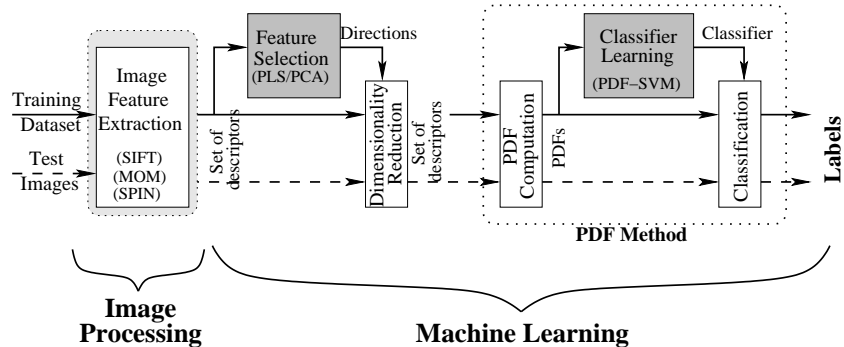 Training
Dataset
Test
Images
Image
Feature
Extraction
(SIFT)
(MOM)
(SPIN)
Set of
descriptors
Feature
Selection
(PLS/PCA)
Directions
Dimensionality
Reduction
Set of
descriptors
PDF
Computation
PDFs
Classifier
Learning
(PDF-SVM)
Classifier
Classification
Labels
PDF Method
Image
Processing
Machine Learning